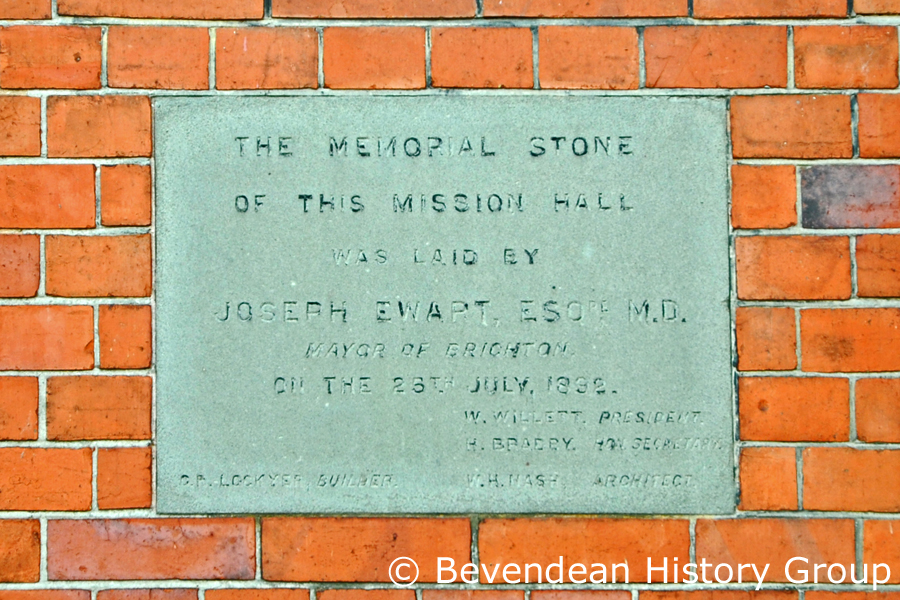 THE MEMORIAL STONE
OF THIS MISSION HALL
WAS LAID BY
JOSEPH EWART, ESQRE M.D.
MAYOR OF BRIGHTON.
ON THE 26TH JULY, 1892.
W. WILLETT, PRESIDENT.
H. BRADBY, HON. SECRETARY.
LOCKYER, BUILDER. W.H. NASH ARCHITECT.
© Bevendean History Group